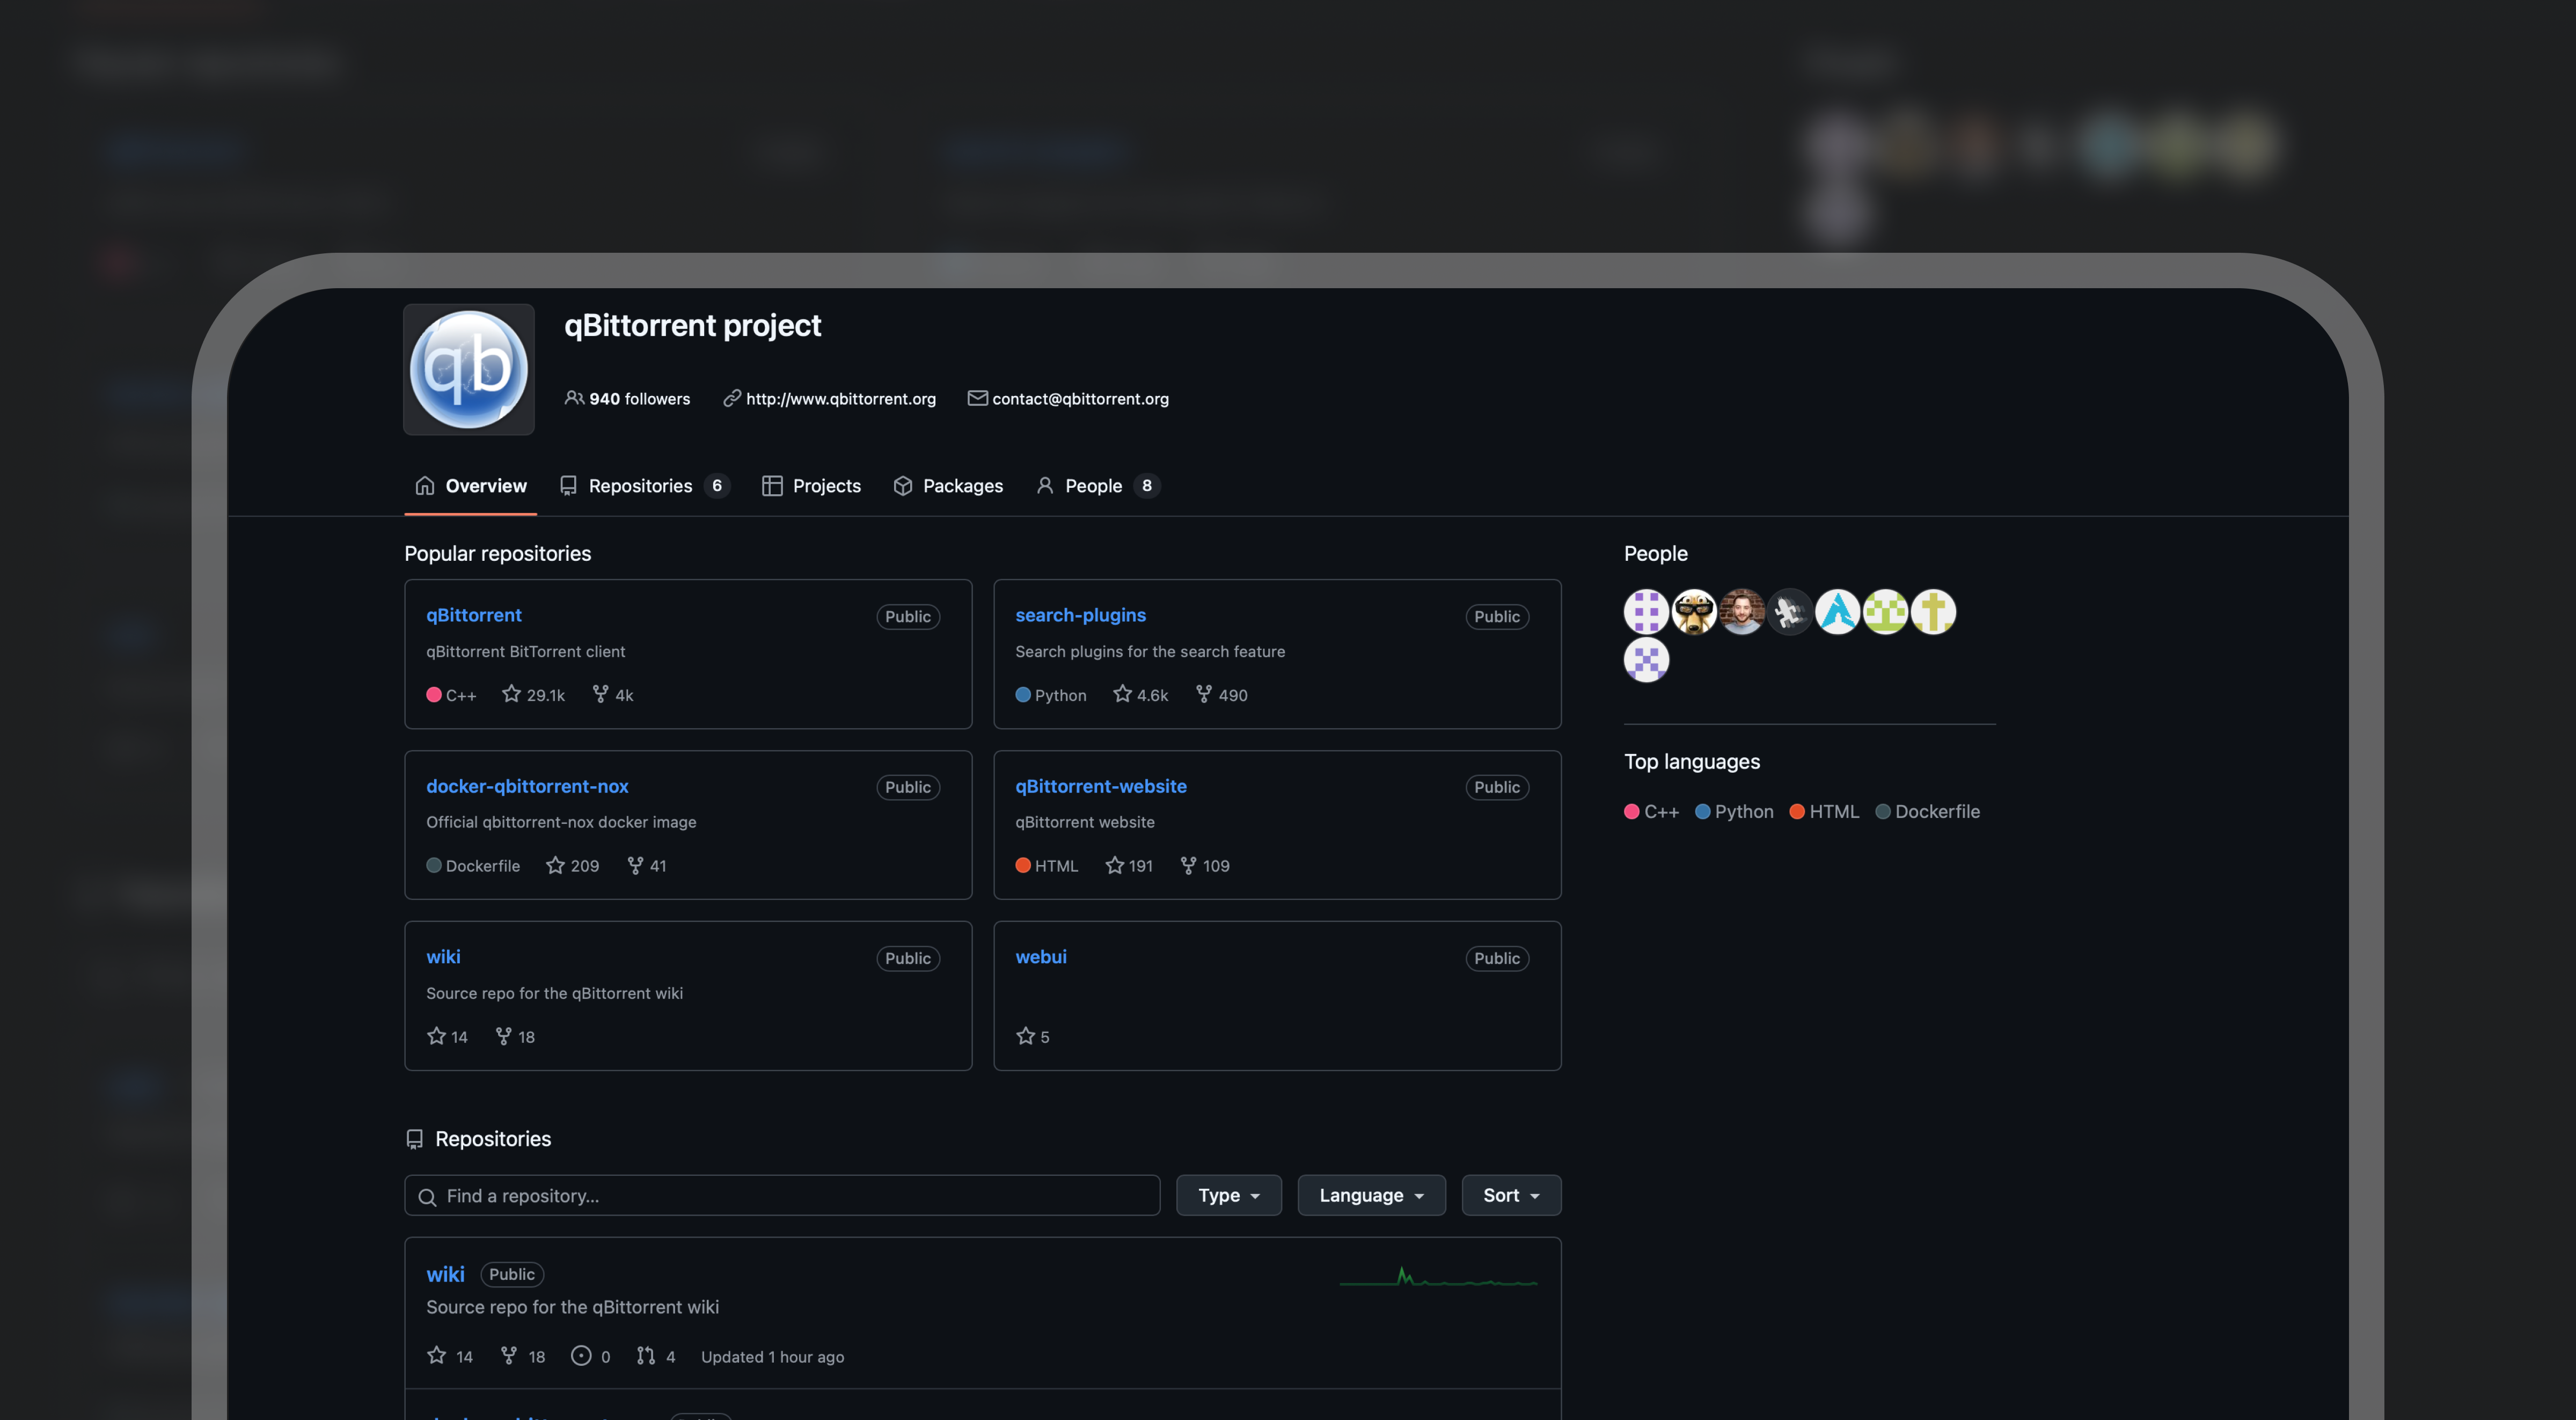 qb
qBittorrent project
940 followers http://www.qbittorrent.org contact@qbittorrent.org
Overview Repositories 6 Projects Packages People 8
Popular repositories
qBittorrent Public
qBittorrent BitTorrent client
C++ 29.1k 4k
search-plugins Public
Search plugins for the search feature
Python 4.6k 490
docker-qbittorrent-nox Public
Official qbittorrent-nox docker image
Dockerfile 209 41
qBittorrent-website Public
qBittorrent website
HTML 191 109
wiki Public
Source repo for the qBittorrent wiki
14 18
webui Public
5
People
Top languages
C++ Python HTML Dockerfile
Repositories
Find a repository... Type Language Sort
wiki Public
Source repo for the qBittorrent wiki
14 18 0 4 Updated 1 hour ago